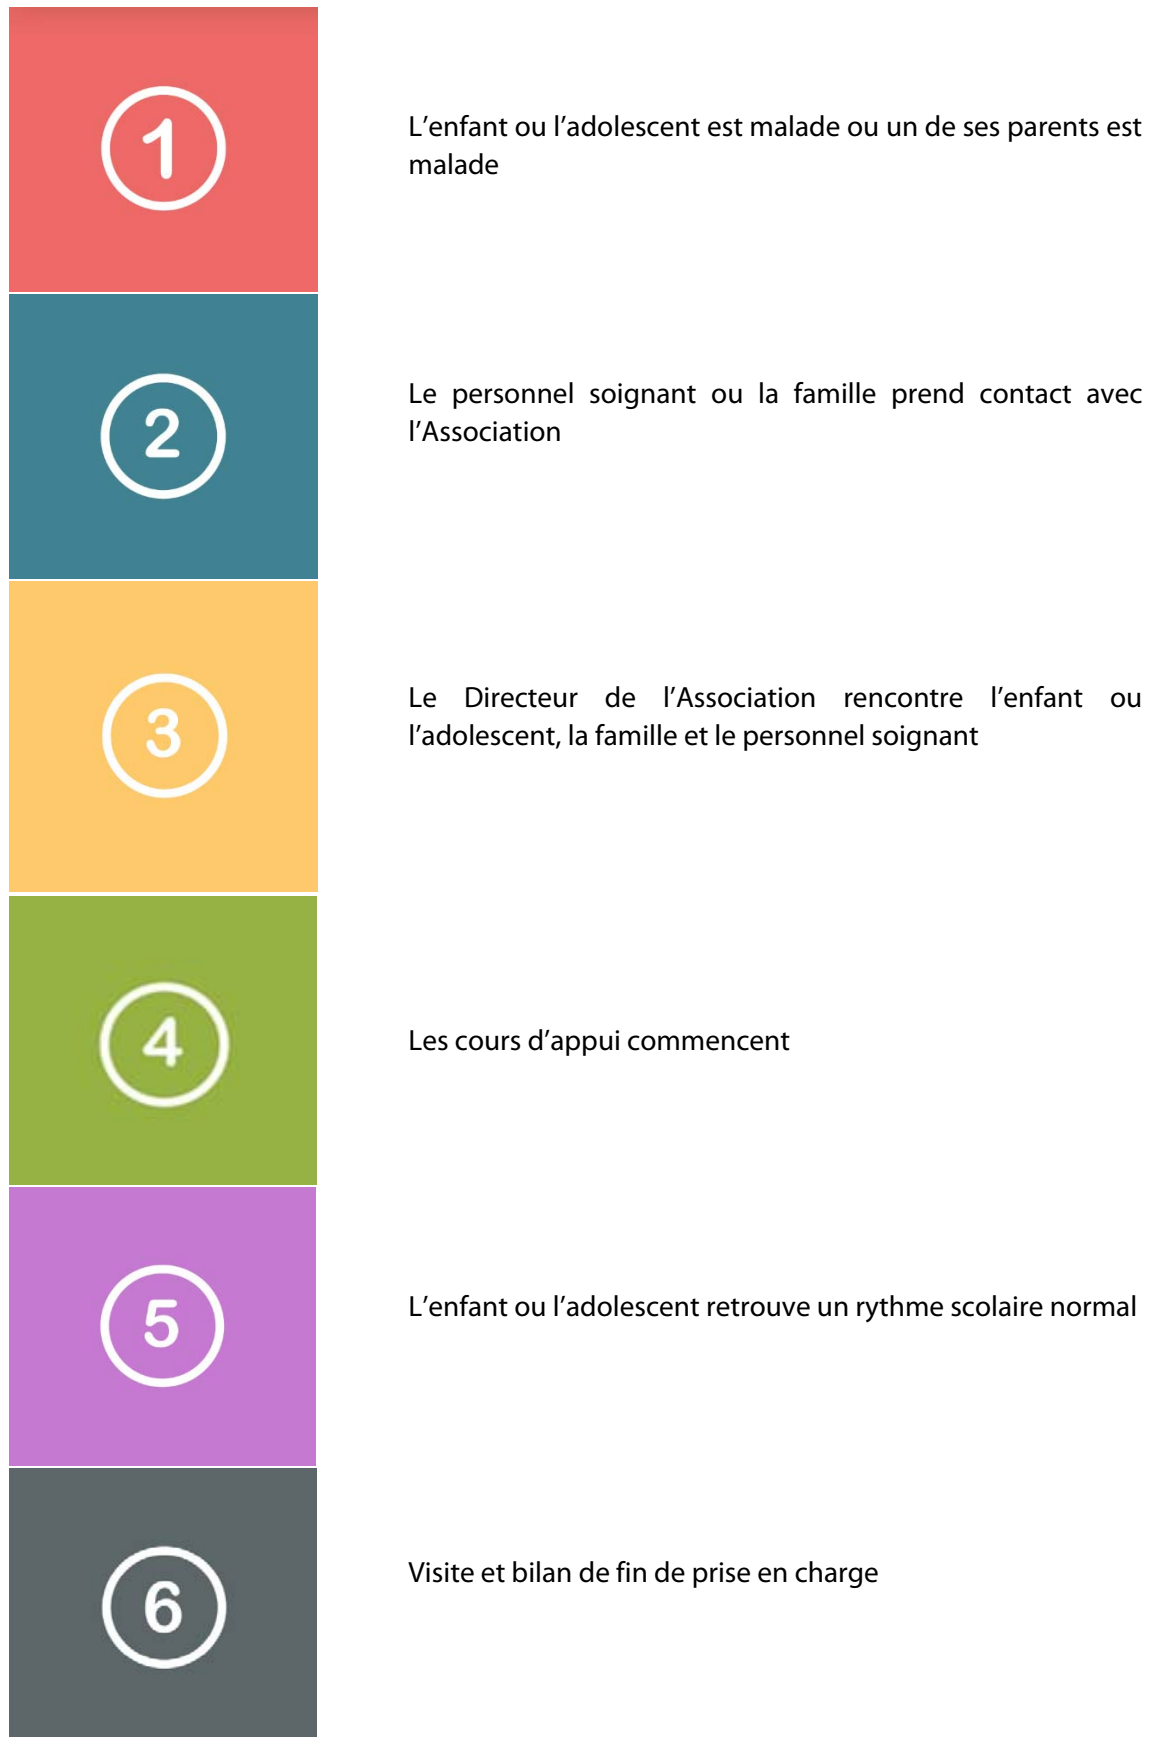 1
L’enfant ou l’adolescent est malade ou un de ses parents est
malade
2
Le personnel soignant ou la famille prend contact avec
l’Association
3
Le Directeur de l’Association rencontre l’enfant ou
l’adolescent, la famille et le personnel soignant
4
Les cours d’appui commencent
5
L’enfant ou l’adolescent retrouve un rythme scolaire normal
6
Visite et bilan de fin de prise en charge